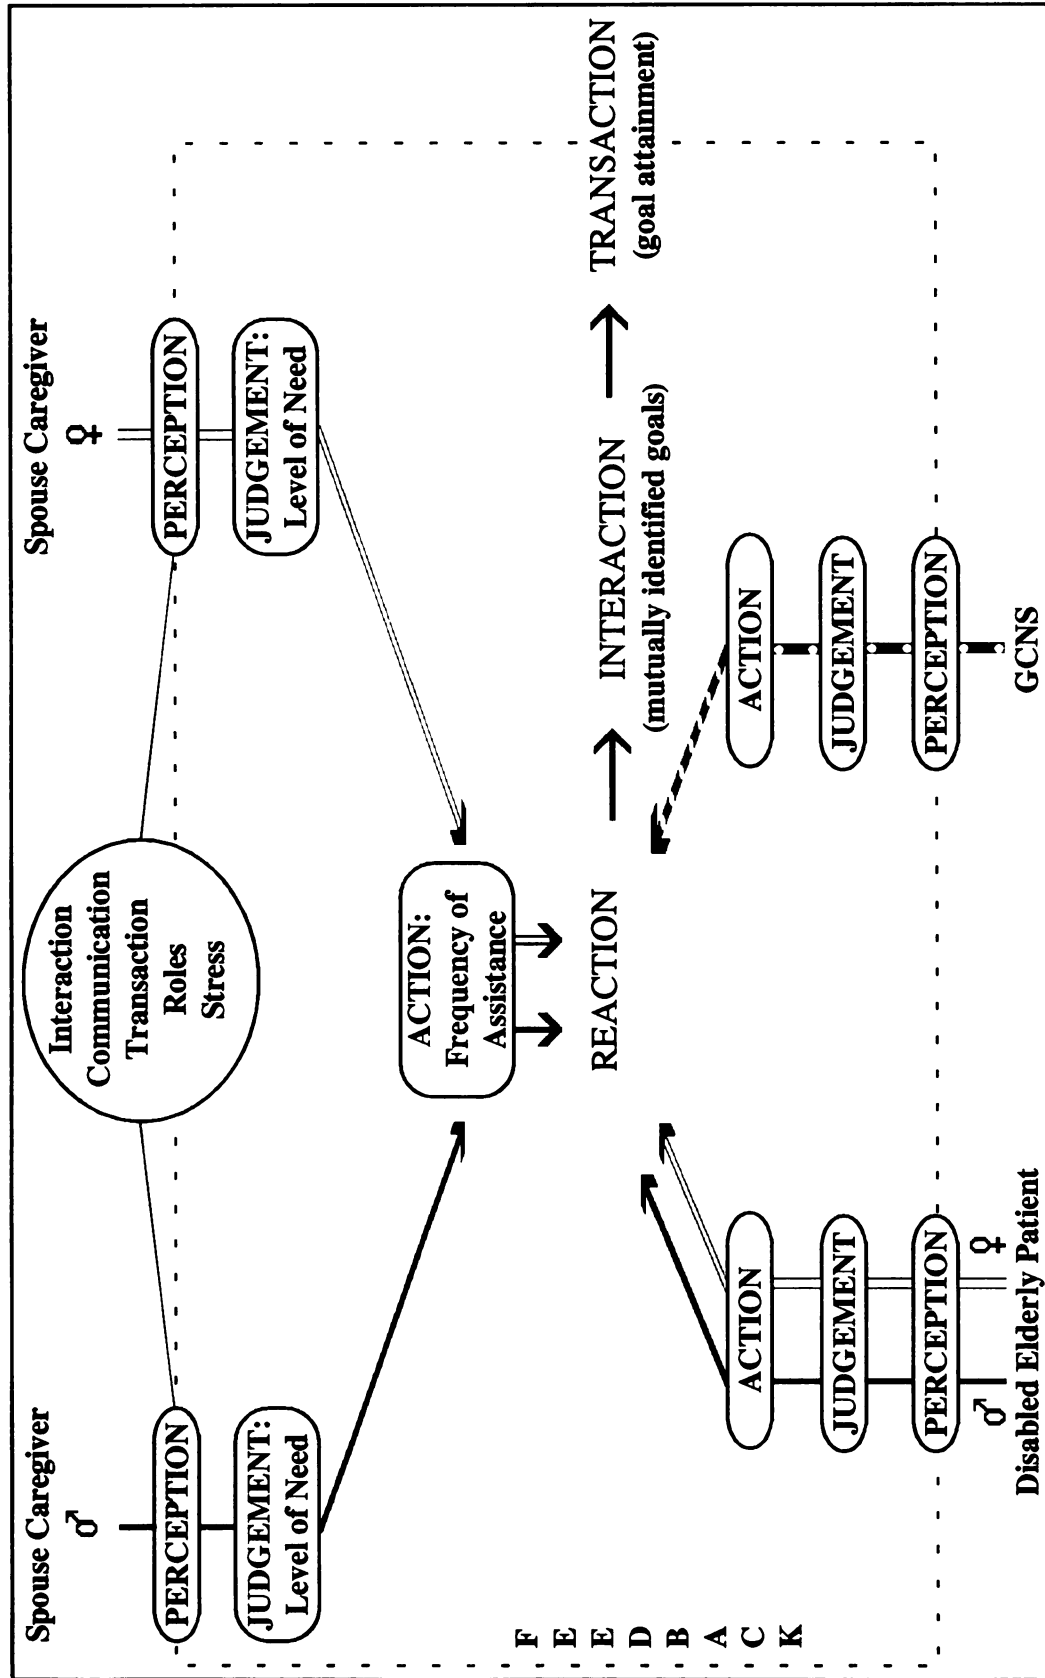 Spouse Caregiver
♂
PERCEPTION
JUDGEMENT:
Level of Need
Interaction
Communication
Transaction
Roles
Stress
Spouse Caregiver
♀
PERCEPTION
JUDGEMENT:
Level of Need
ACTION:
Frequency of
Assistance
FEEDBACK
REACTION
INTERACTION
(mutually identified goals)
TRANSACTION
(goal attainment)
ACTION
JUDGEMENT
PERCEPTION
♂ ♀
Disabled Elderly Patient
ACTION
JUDGEMENT
PERCEPTION
GCNS